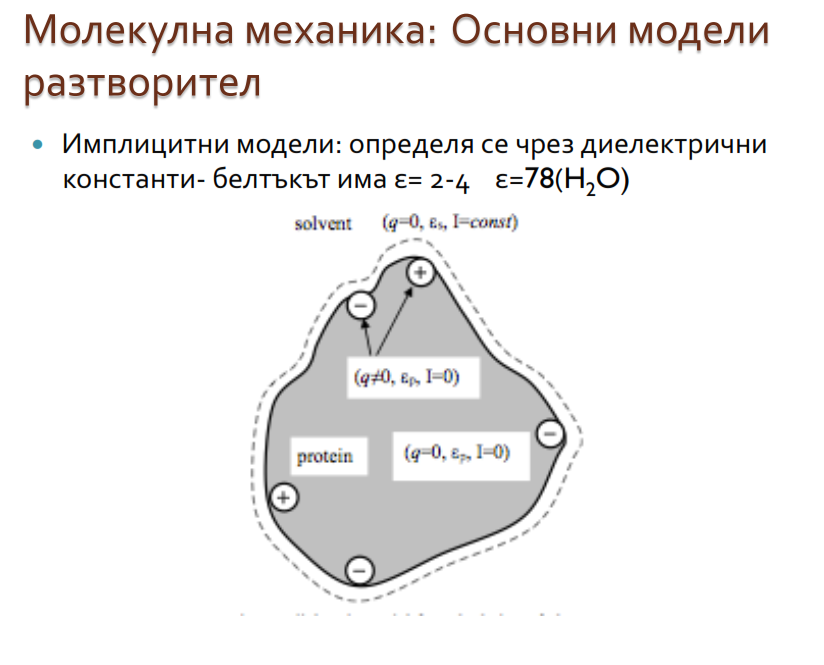 Молекулна механика: Основни модели
разтворител
• Имплицитни модели: определя се чрез диелектрични
константи- белтъкът има ε= 2-4 ε=78(H₂O)
solvent (q=0, εₛ, I=const)
+
−
(q≠0, εₚ, I=0)
−
protein (q=0, εₚ, I=0)
+
−